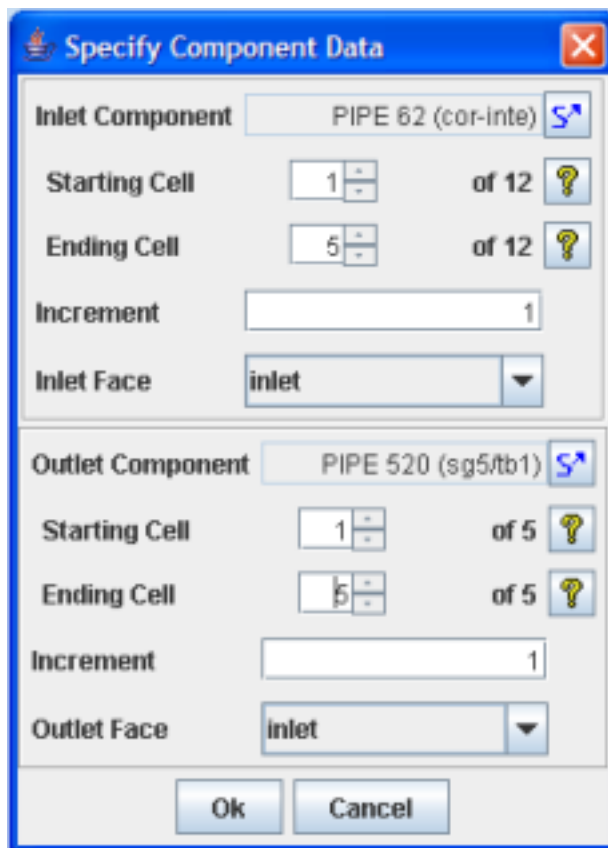 Specify Component Data
Inlet Component PIPE 62 (cor-inte) S
Starting Cell 1 of 12 ?
Ending Cell 5 of 12 ?
Increment 1
Inlet Face inlet
Outlet Component PIPE 520 (sg5/tb1) S
Starting Cell 1 of 5 ?
Ending Cell 5 of 5 ?
Increment 1
Outlet Face inlet
Ok Cancel